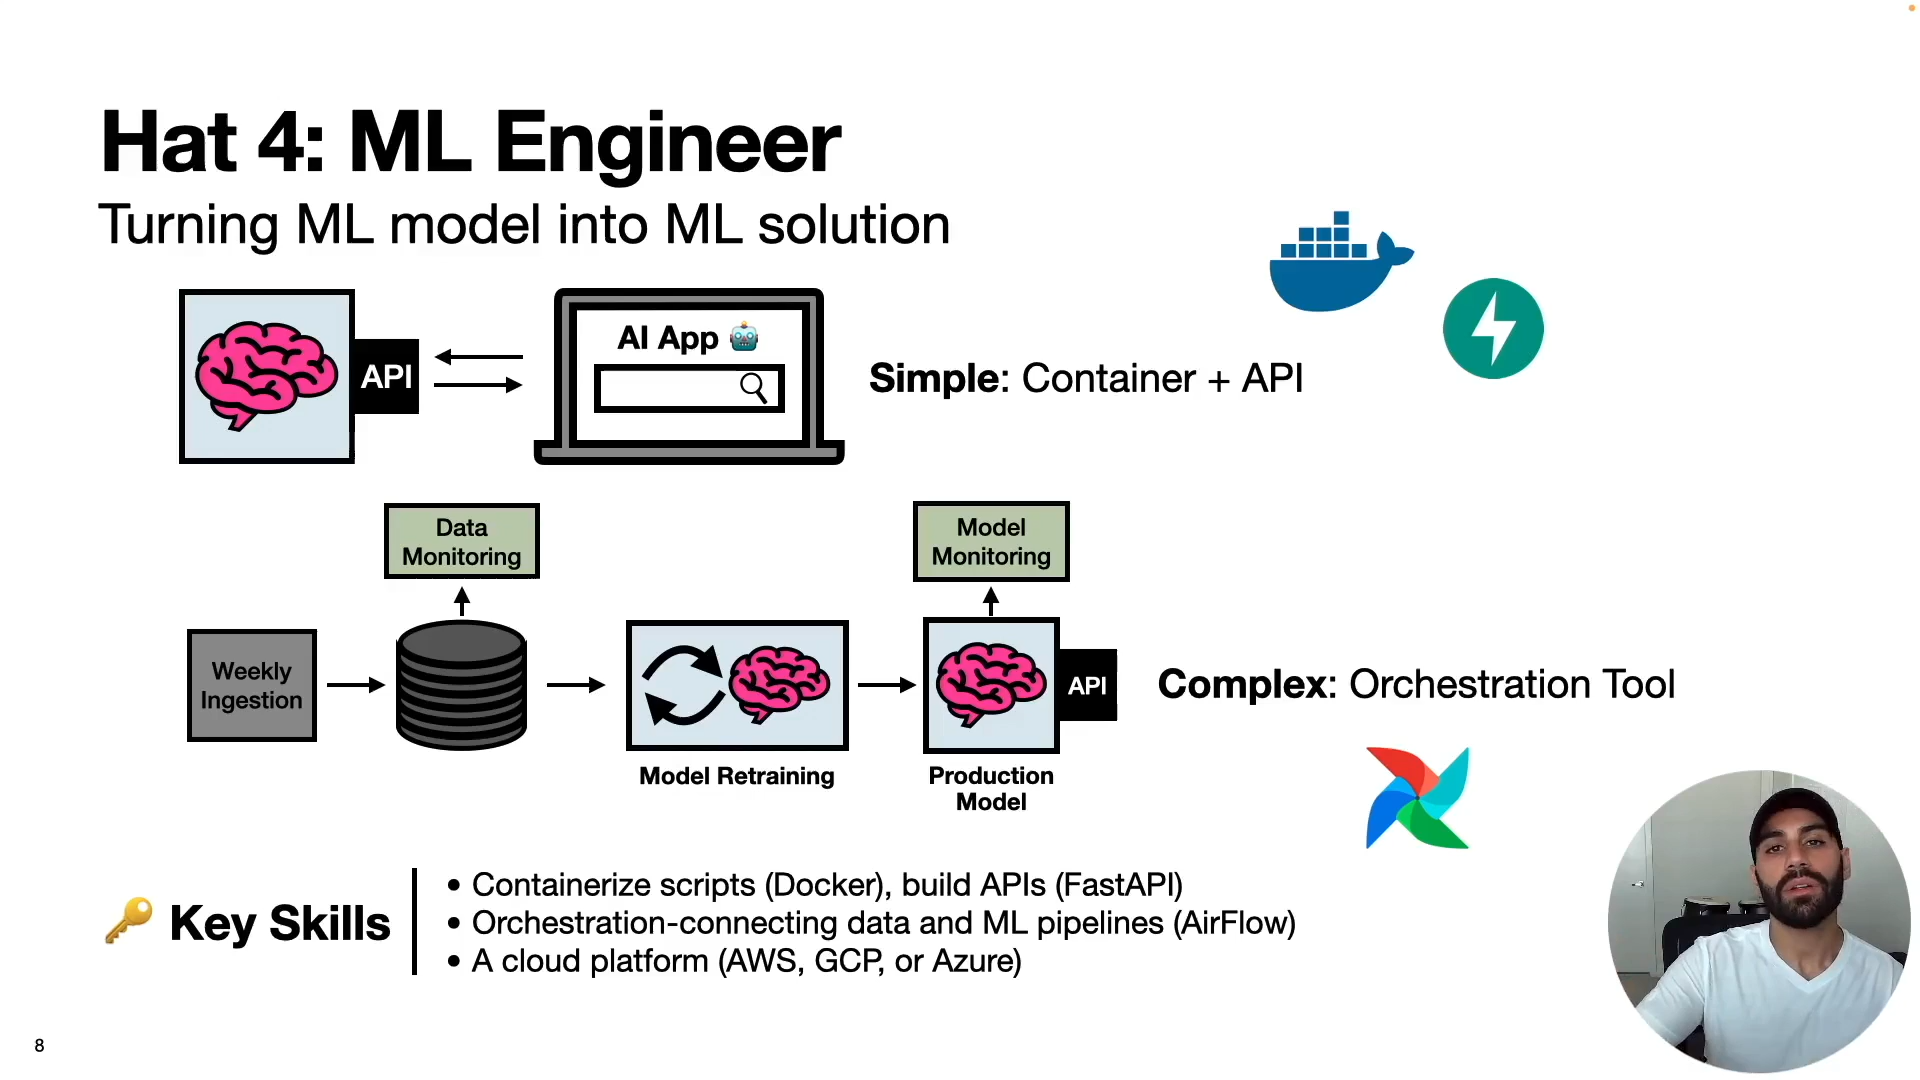 Hat 4: ML Engineer
Turning ML model into ML solution
API
AI App
Simple: Container + API
Data
Monitoring
Model
Monitoring
Weekly
Ingestion
API
Complex: Orchestration Tool
Model Retraining
Production
Model
Key Skills
• Containerize scripts (Docker), build APIs (FastAPI)
• Orchestration-connecting data and ML pipelines (AirFlow)
• A cloud platform (AWS, GCP, or Azure)
8